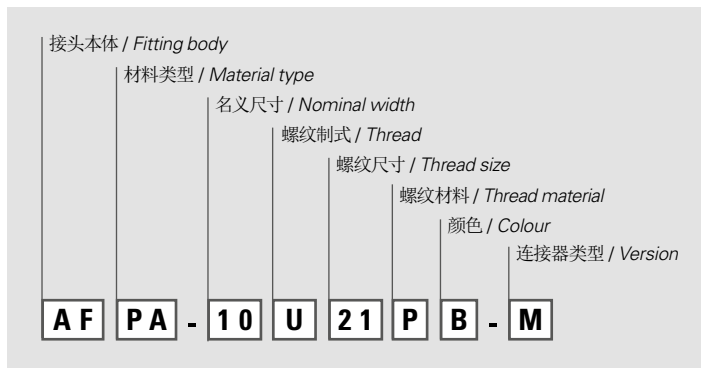 接头本体 / Fitting body
材料类型 / Material type
名义尺寸 / Nominal width
螺纹制式 / Thread
螺纹尺寸 / Thread size
螺纹材料 / Thread material
颜色 / Colour
连接器类型 / Version
AF PA - 10 U 21 P B - M